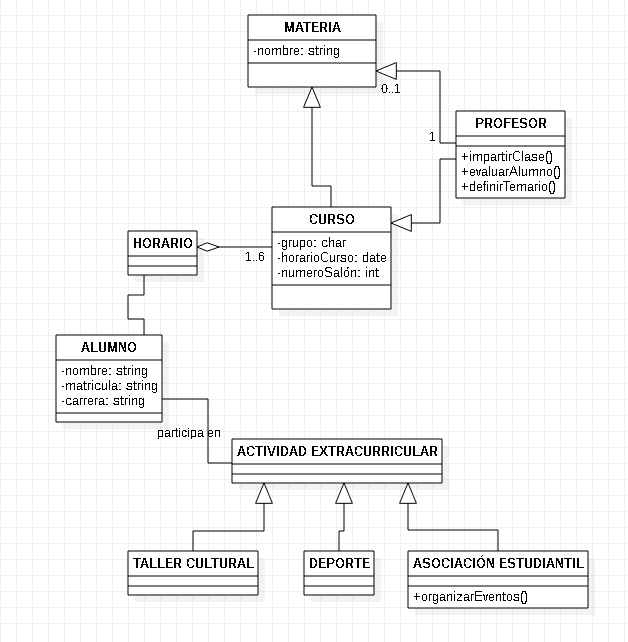 MATERIA
-nombre: string
0..1
1
PROFESOR
+impartirClase()
+evaluarAlumno()
+definirTemario()
CURSO
-grupo: char
-horarioCurso: date
-numeroSalón: int
HORARIO
1..6
ALUMNO
-nombre: string
-matricula: string
-carrera: string
participa en
ACTIVIDAD EXTRACURRICULAR
TALLER CULTURAL
DEPORTE
ASOCIACIÓN ESTUDIANTIL
+organizarEventos()